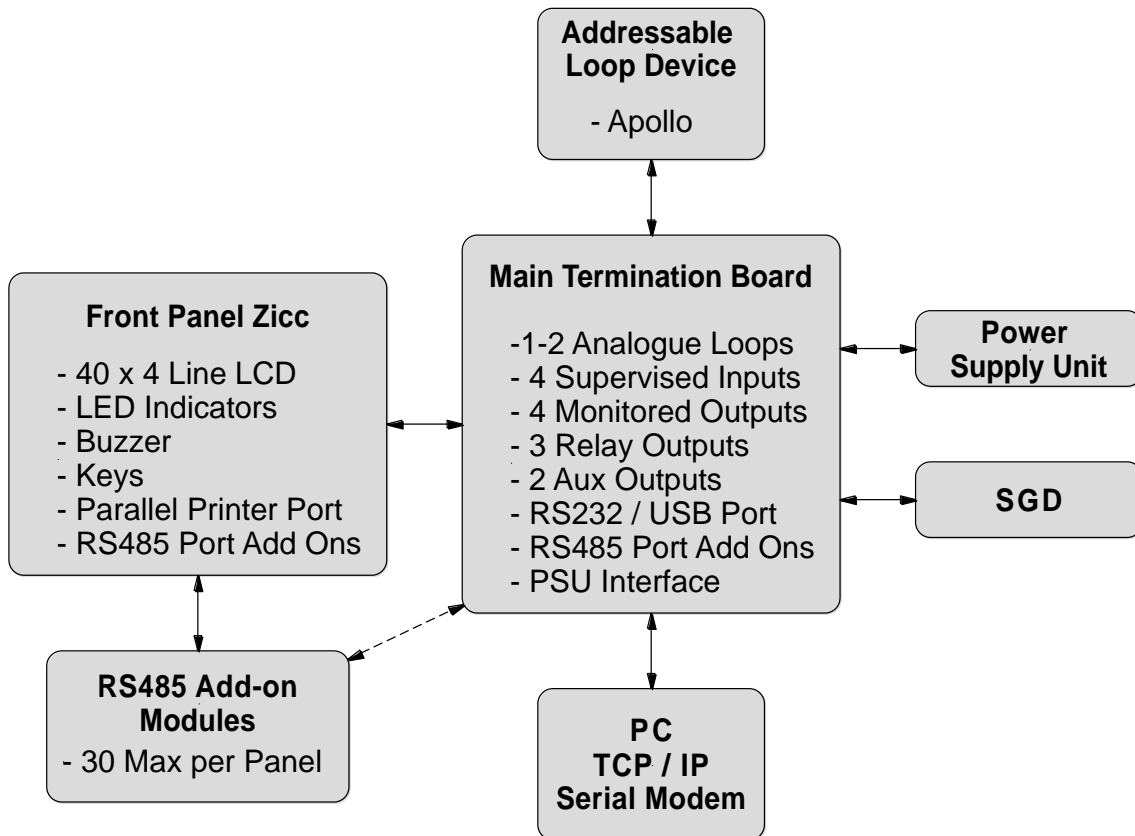 Addressable
Loop Device
- Apollo
Front Panel Zicc
- 40 x 4 Line LCD
- LED Indicators
- Buzzer
- Keys
- Parallel Printer Port
- RS485 Port Add Ons
Main Termination Board
-1-2 Analogue Loops
- 4 Supervised Inputs
- 4 Monitored Outputs
- 3 Relay Outputs
- 2 Aux Outputs
- RS232 / USB Port
- RS485 Port Add Ons
- PSU Interface
Power
Supply Unit
SGD
RS485 Add-on
Modules
- 30 Max per Panel
PC
TCP / IP
Serial Modem